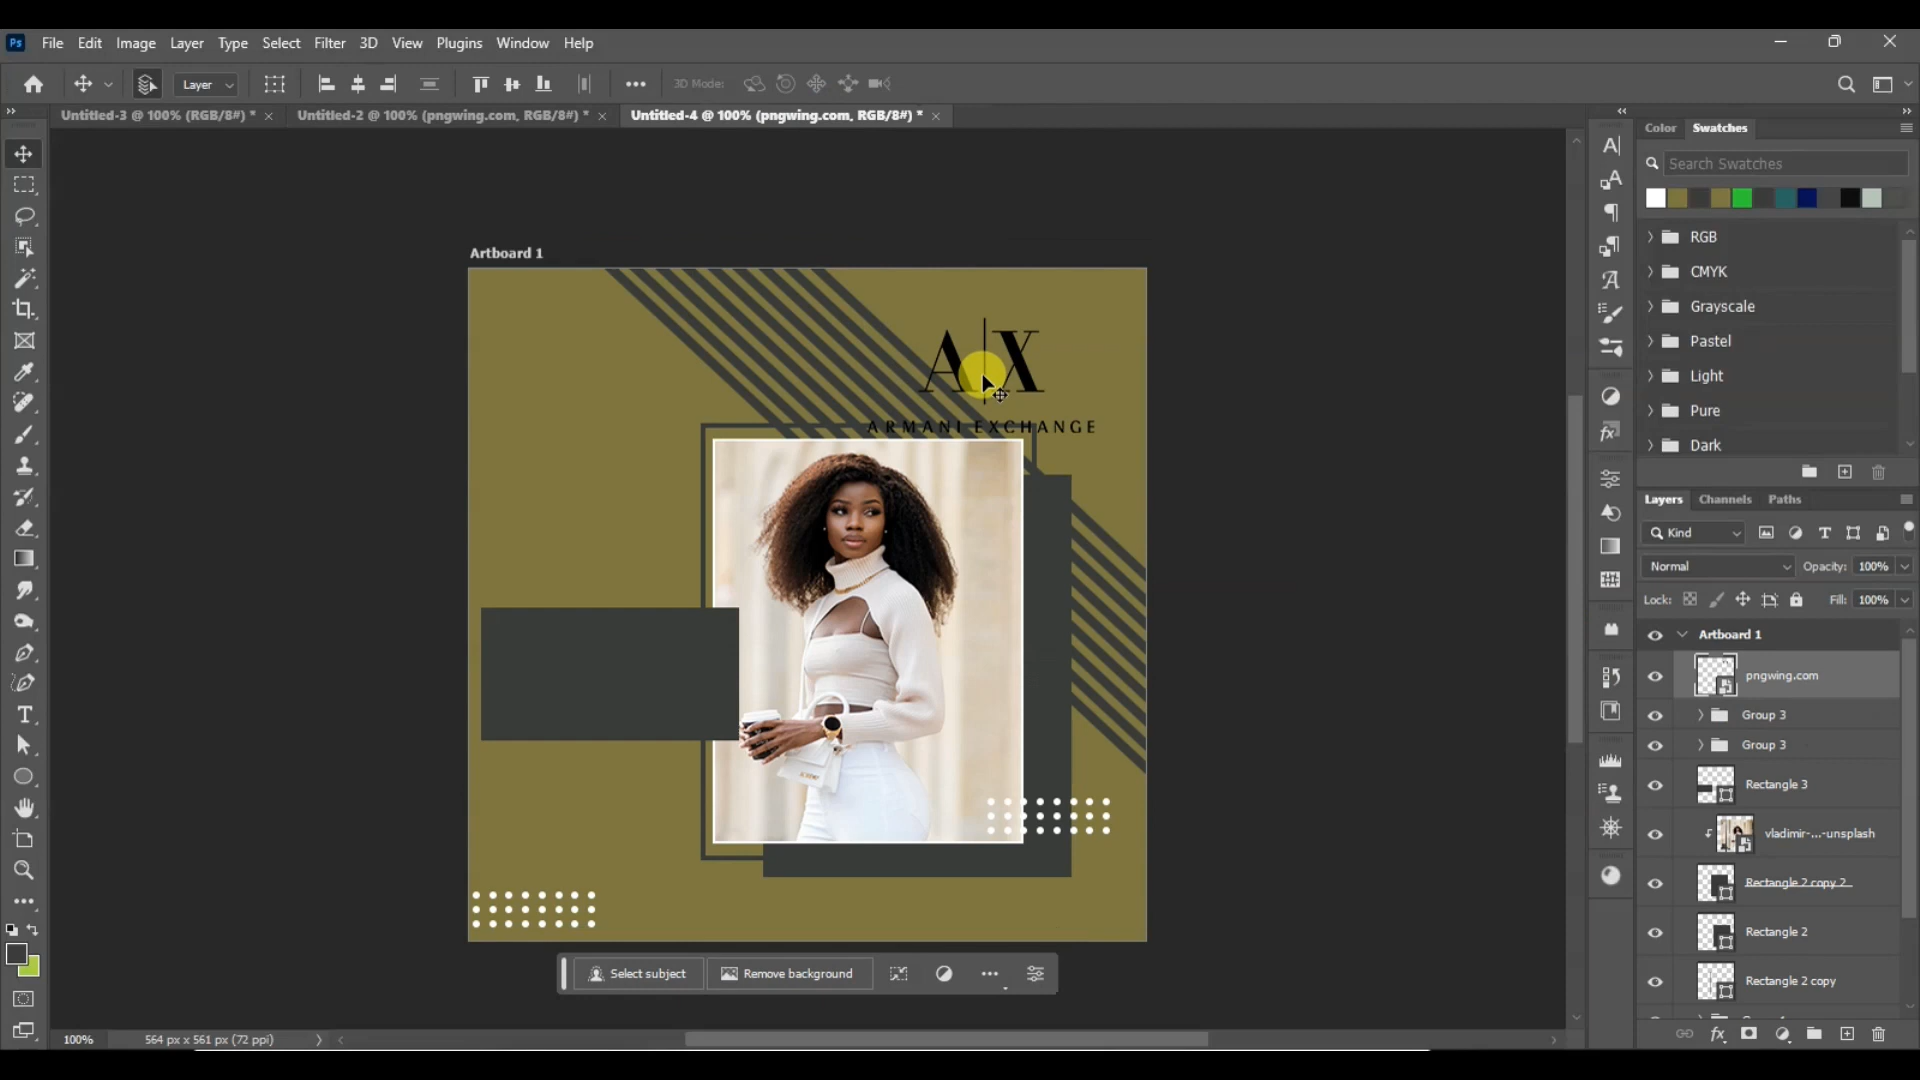 Ps File Edit Image Layer Type Select Filter 3D View Plugins Window Help
Layer 3D Mode:
Untitled-3 @ 100% (RGB/8#) * Untitled-2 @ 100% (pngwing.com, RGB/8#) * Untitled-4 @ 100% (pngwing.com, RGB/8#) *
Color Swatches
Search Swatches
RGB
CMYK
Grayscale
Pastel
Light
Pure
Dark
Artboard 1
A|X
ARMANI EXCHANGE
Layers Channels Paths
Kind
Normal Opacity: 100%
Lock: Fill: 100%
Artboard 1
pngwing.com
Group 3
Group 3
Rectangle 3
vladimir-...-unsplash
Rectangle 2 copy 2
Rectangle 2
Rectangle 2 copy
Select subject Remove background
100% 564 px x 561 px (72 ppi)